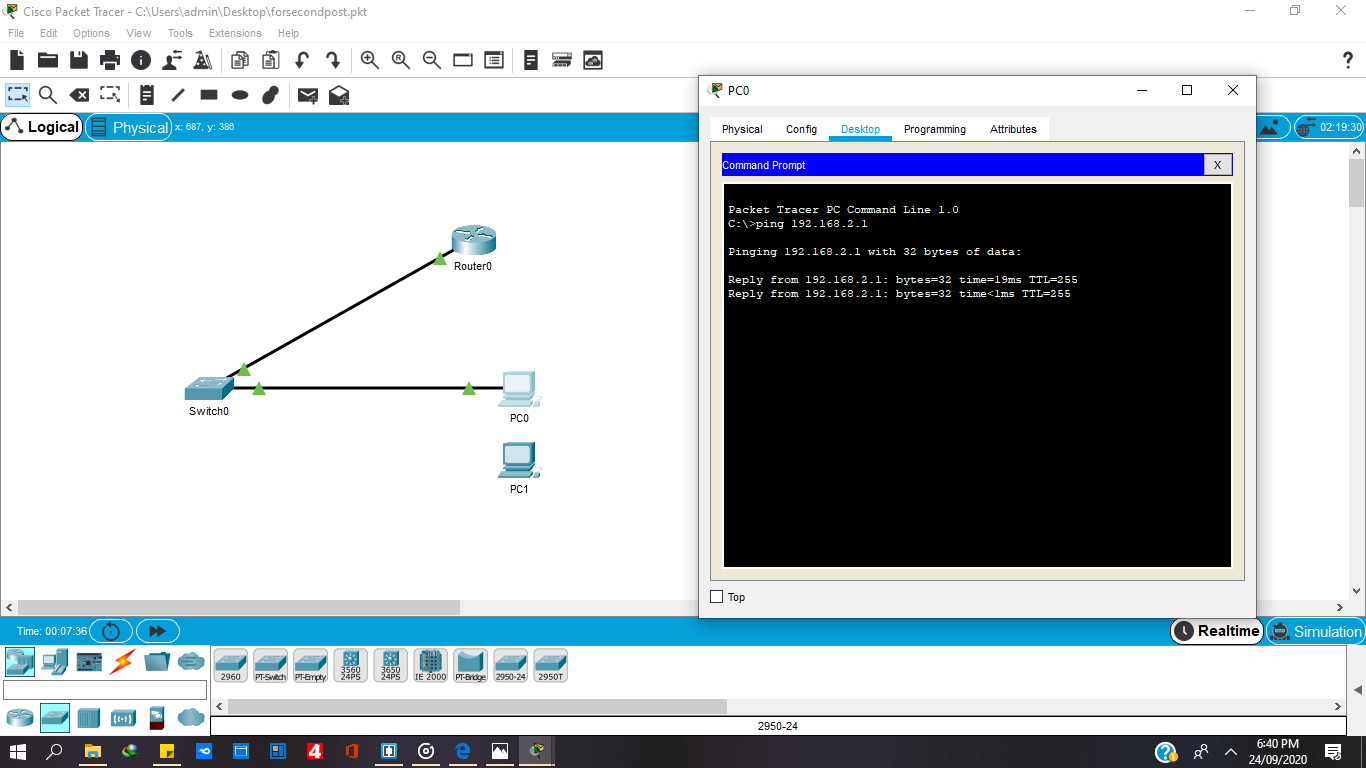 Cisco Packet Tracer - C:\Users\admin\Desktop\forsecondpost.pkt
File Edit Options View Tools Extensions Help
Logical Physical x: 687, y: 386
02:19:30
Router0
Switch0
PC0
PC1
PC0
Physical Config Desktop Programming Attributes
Command Prompt X
Packet Tracer PC Command Line 1.0
C:\>ping 192.168.2.1
Pinging 192.168.2.1 with 32 bytes of data:
Reply from 192.168.2.1: bytes=32 time=19ms TTL=255
Reply from 192.168.2.1: bytes=32 time<1ms TTL=255
Top
Time: 00:07:36
Realtime Simulation
2960 PT-Switch PT-Empty 3560 24PS 3650 24PS IE 2000 PT-Bridge 2950-24 2950T
2950-24
4
6:40 PM
24/09/2020